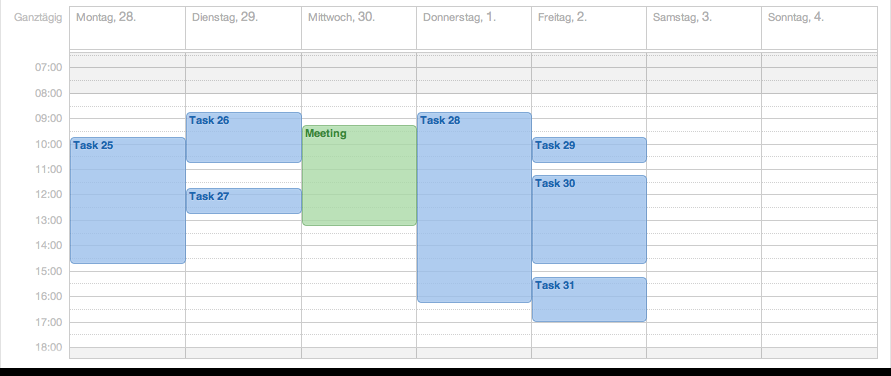 Ganztägig Montag, 28. Dienstag, 29. Mittwoch, 30. Donnerstag, 1. Freitag, 2. Samstag, 3. Sonntag, 4.
07:00
08:00
09:00 Task 26 Task 28
Meeting
10:00 Task 25 Task 29
11:00
Task 30
12:00 Task 27
13:00
14:00
15:00
Task 31
16:00
17:00
18:00